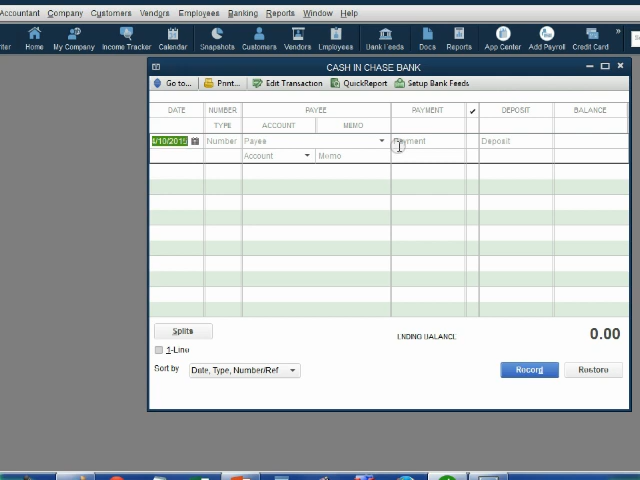 Accountant Company Customers Vendors Employees Banking Reports Window Help
Home My Company Income Tracker Calendar Snapshots Customers Vendors Employees Bank Feeds Docs Reports App Center Add Payroll Credit Card »
CASH IN CHASE BANK
Go to... Print... Edit Transaction QuickReport Setup Bank Feeds
DATE NUMBER PAYEE PAYMENT ✓ DEPOSIT BALANCE
TYPE ACCOUNT MEMO
Number Payee Payment Deposit
Account Memo
Splits
ENDING BALANCE 0.00
1-Line
Sort by Date, Type, Number/Ref
Record Restore